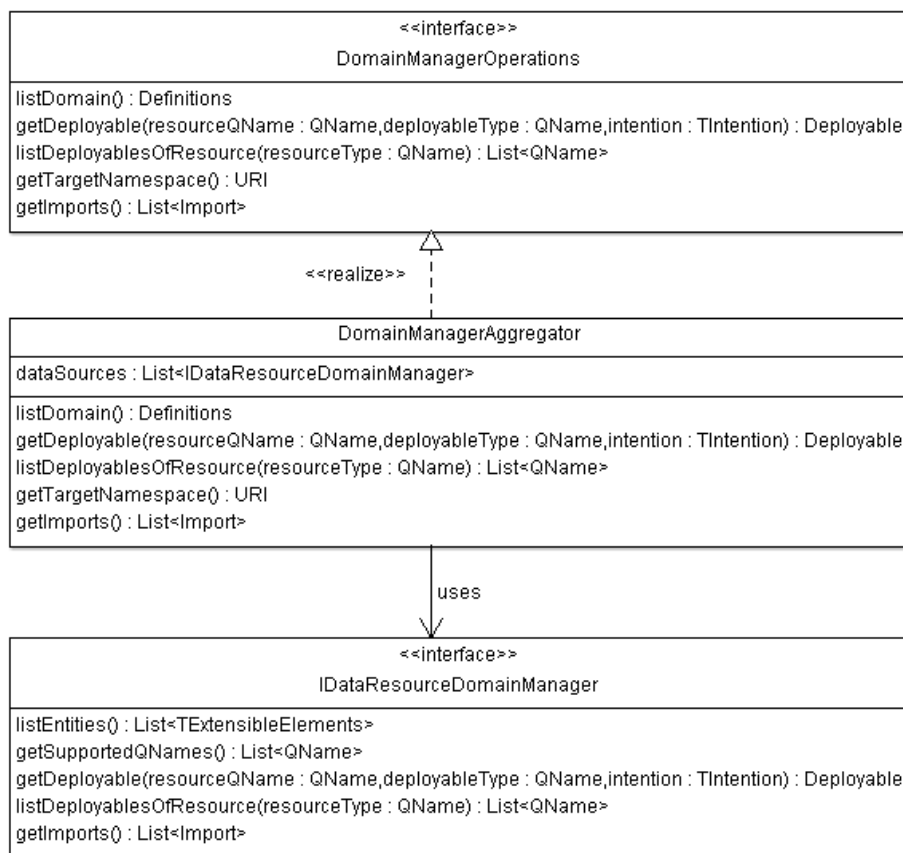 <<interface>>
DomainManagerOperations
listDomain() : Definitions
getDeployable(resourceQName : QName,deployableType : QName,intention : TIntention) : Deployable
listDeployablesOfResource(resourceType : QName) : List<QName>
getTargetNamespace() : URI
getImports() : List<Import>
<<realize>>
DomainManagerAggregator
dataSources : List<IDataResourceDomainManager>
listDomain() : Definitions
getDeployable(resourceQName : QName,deployableType : QName,intention : TIntention) : Deployable
listDeployablesOfResource(resourceType : QName) : List<QName>
getTargetNamespace() : URI
getImports() : List<Import>
uses
<<interface>>
IDataResourceDomainManager
listEntities() : List<TExtensibleElements>
getSupportedQNames() : List<QName>
getDeployable(resourceQName : QName,deployableType : QName,intention : TIntention) : Deployable
listDeployablesOfResource(resourceType : QName) : List<QName>
getImports() : List<Import>